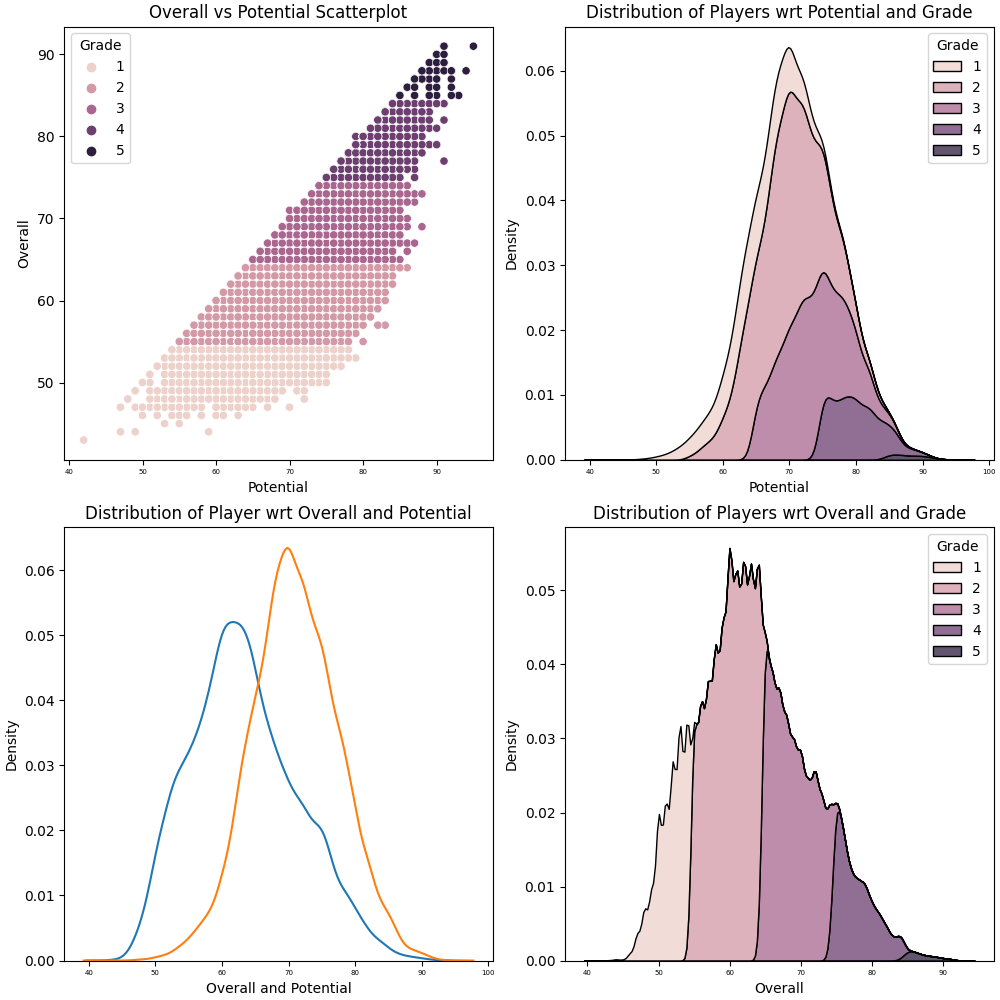 Overall vs Potential Scatterplot
Grade
1
2
3
4
5
90
80
70
60
50
Overall
40 50 60 70 80 90
Potential
Distribution of Players wrt Potential and Grade
Grade
1
2
3
4
5
0.06
0.05
0.04
0.03
0.02
0.01
0.00
Density
40 50 60 70 80 90 100
Potential
Distribution of Player wrt Overall and Potential
0.06
0.05
0.04
0.03
0.02
0.01
0.00
Density
40 50 60 70 80 90 100
Overall and Potential
Distribution of Players wrt Overall and Grade
Grade
1
2
3
4
5
0.05
0.04
0.03
0.02
0.01
0.00
Density
40 50 60 70 80 90
Overall